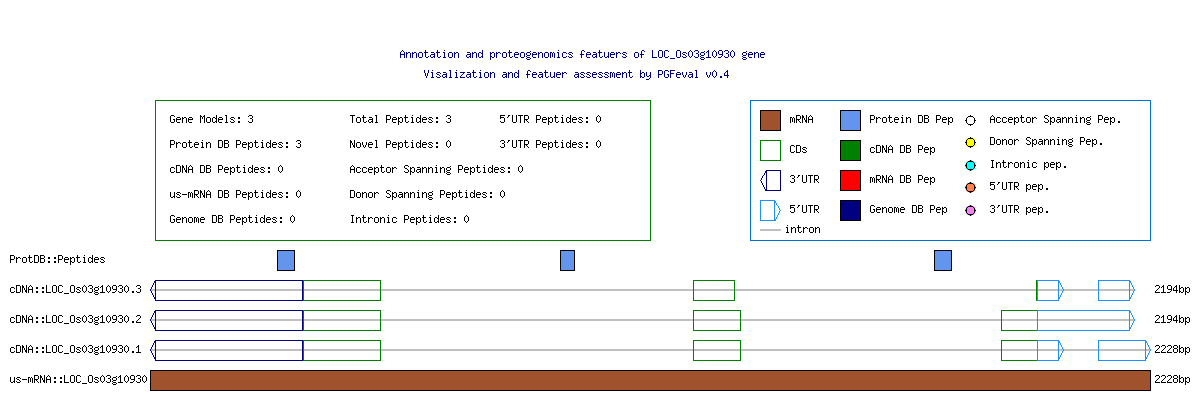 Annotation and proteogenomics featuers of LOC_Os03g10930 gene
Visalization and featuer assessment by PGFeval v0.4
Gene Models: 3 Total Peptides: 3 5'UTR Peptides: 0
Protein DB Peptides: 3 Novel Peptides: 0 3'UTR Peptides: 0
cDNA DB Peptides: 0 Acceptor Spanning Peptides: 0
us-mRNA DB Peptides: 0 Donor Spanning Peptides: 0
Genome DB Peptides: 0 Intronic Peptides: 0
mRNA Protein DB Pep Acceptor Spanning Pep.
CDs cDNA DB Pep Donor Spanning Pep.
3'UTR mRNA DB Pep Intronic pep.
5'UTR Genome DB Pep 5'UTR pep.
intron 3'UTR pep.
ProtDB::Peptides
cDNA::LOC_Os03g10930.3 2194bp
cDNA::LOC_Os03g10930.2 2194bp
cDNA::LOC_Os03g10930.1 2228bp
us-mRNA::LOC_Os03g10930 2228bp